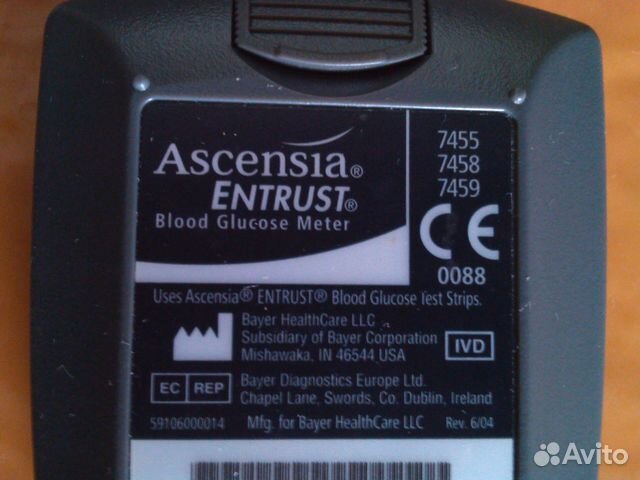 Ascensia®
ENTRUST®
Blood Glucose Meter
7455
7458
7459
CE
0088
Uses Ascensia® ENTRUST® Blood Glucose Test Strips.
Bayer HealthCare LLC
Subsidiary of Bayer Corporation
Mishawaka, IN 46544 USA
IVD
EC REP
Bayer Diagnostics Europe Ltd.
Chapel Lane, Swords, Co. Dublin, Ireland
59106000014 Mfg. for Bayer HealthCare LLC Rev. 6/04
Avito